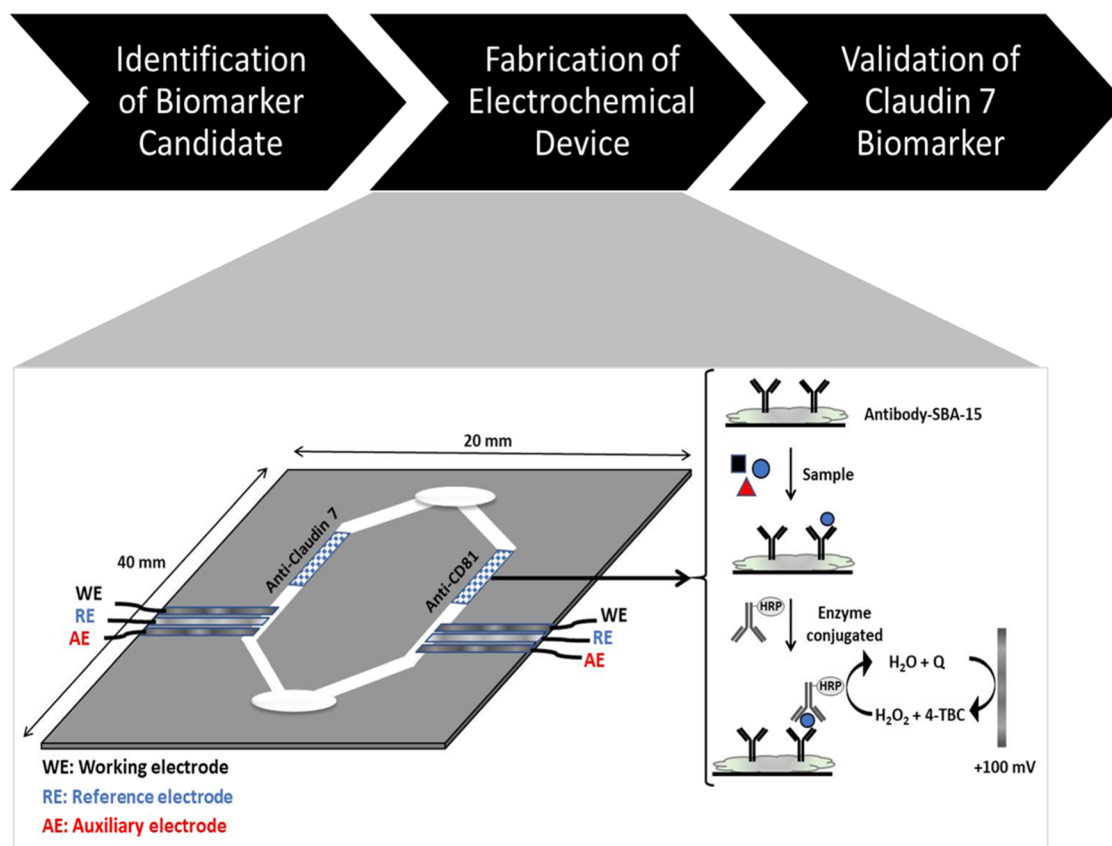 Identification
of Biomarker
Candidate
Fabrication of
Electrochemical
Device
Validation of
Claudin 7
Biomarker
20 mm
40 mm
Anti-Claudin 7
Anti-CD81
WE
RE
AE
WE
RE
AE
WE: Working electrode
RE: Reference electrode
AE: Auxiliary electrode
Antibody-SBA-15
Sample
HRP
Enzyme
conjugated
HRP
H₂O + Q
H₂O₂ + 4-TBC
+100 mV